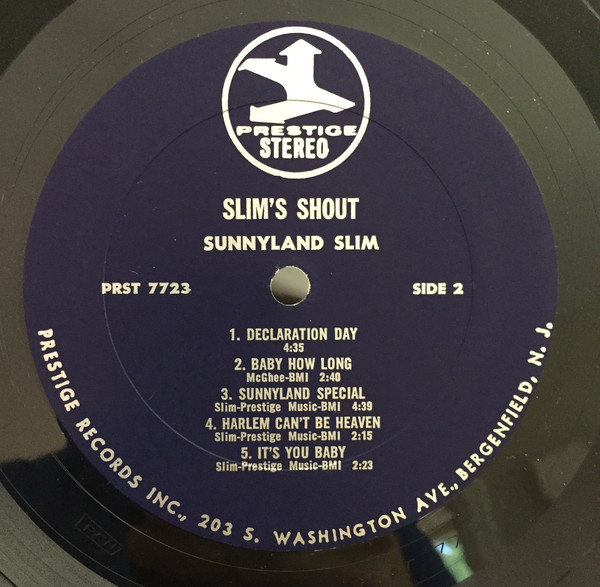 PRESTIGE
STEREO
SLIM'S SHOUT
SUNNYLAND SLIM
PRST 7723
SIDE 2
1. DECLARATION DAY
4:35
2. BABY HOW LONG
McGhee-BMI 2:40
3. SUNNYLAND SPECIAL
Slim-Prestige Music-BMI 4:39
4. HARLEM CAN'T BE HEAVEN
Slim-Prestige Music-BMI 2:15
5. IT'S YOU BABY
Slim-Prestige Music-BMI 2:23
PRESTIGE RECORDS INC., 203 S. WASHINGTON AVE., BERGENFIELD, N. J.